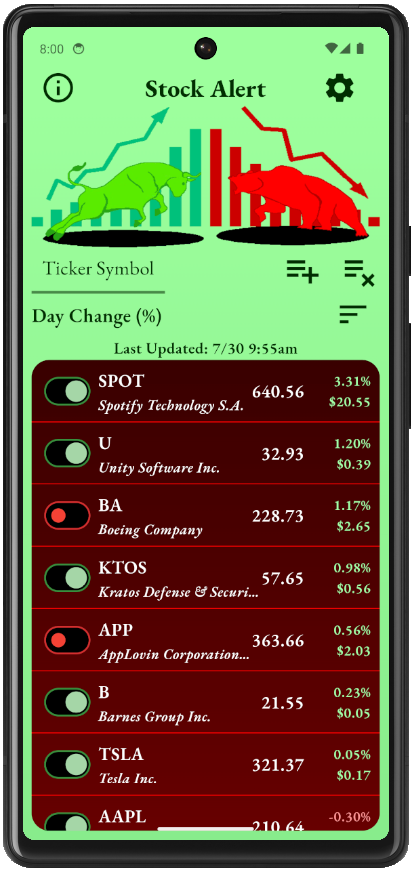 8:00
Stock Alert
Ticker Symbol
Day Change (%)
Last Updated: 7/30 9:55am
SPOT 640.56 3.31%
Spotify Technology S.A. $20.55
U 32.93 1.20%
Unity Software Inc. $0.39
BA 228.73 1.17%
Boeing Company $2.65
KTOS 57.65 0.98%
Kratos Defense & Securi... $0.56
APP 363.66 0.56%
AppLovin Corporation... $2.03
B 21.55 0.23%
Barnes Group Inc. $0.05
TSLA 321.37 0.05%
Tesla Inc. $0.17
AAPL 210.64 -0.30%